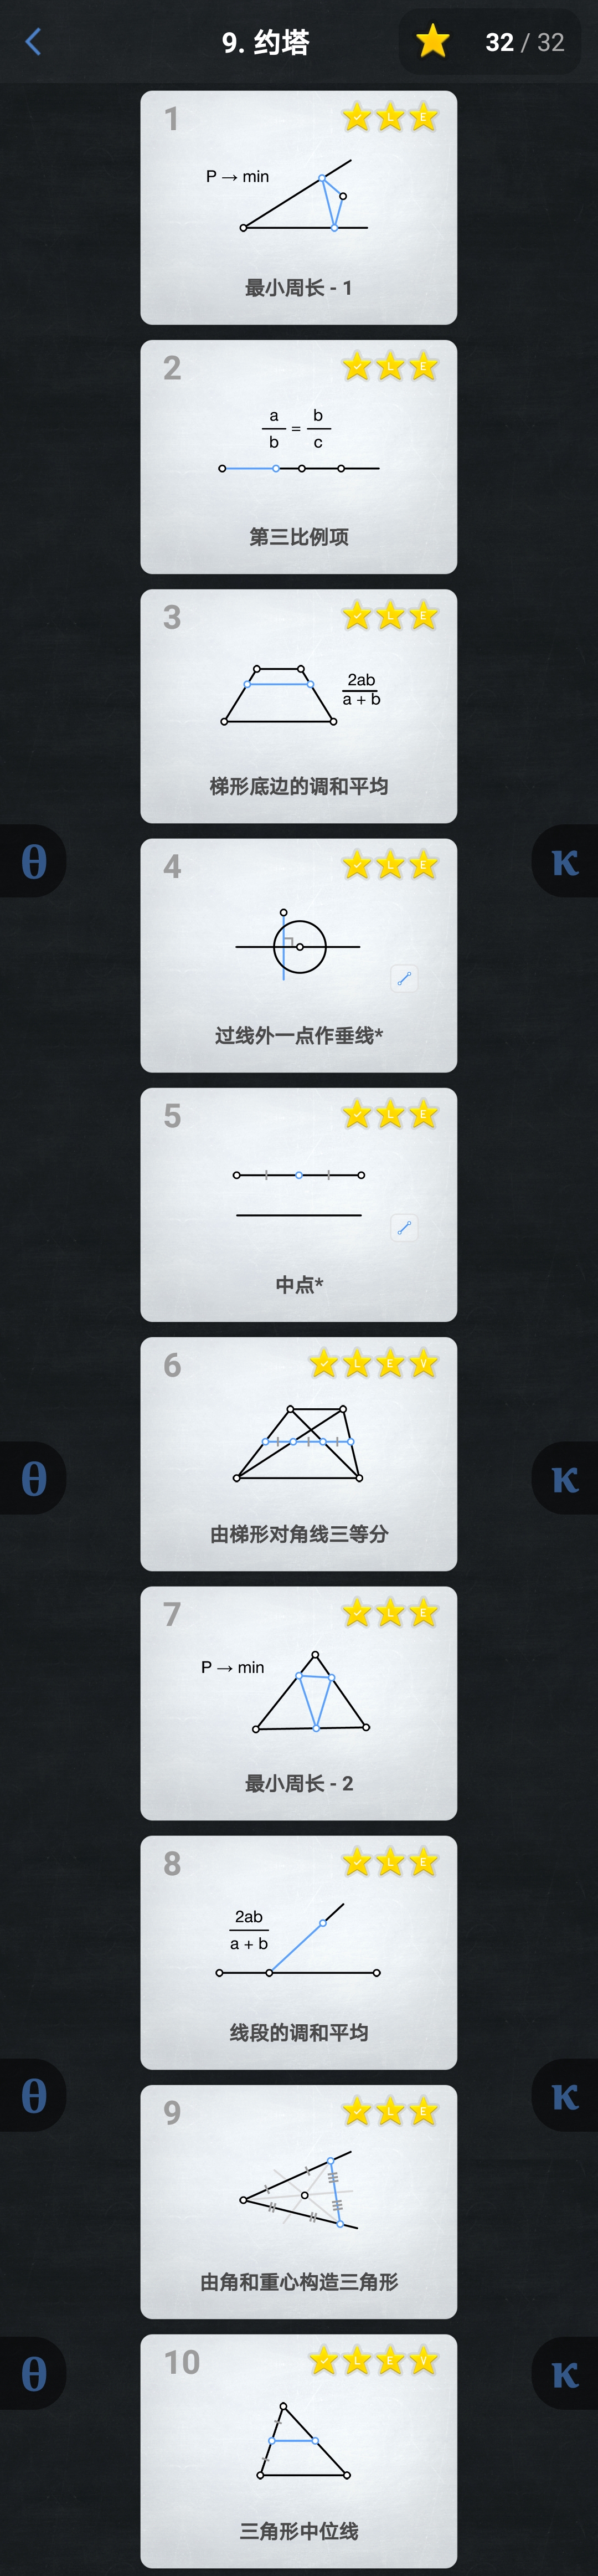 9. 约塔
32 / 32
1
P → min
最小周长 - 1
2
a/b = b/c
第三比例项
3
2ab
a + b
梯形底边的调和平均
θ
κ
4
过线外一点作垂线*
5
中点*
6
由梯形对角线三等分
θ
κ
7
P → min
最小周长 - 2
8
2ab
a + b
线段的调和平均
θ
κ
9
由角和重心构造三角形
10
θ
κ
三角形中位线